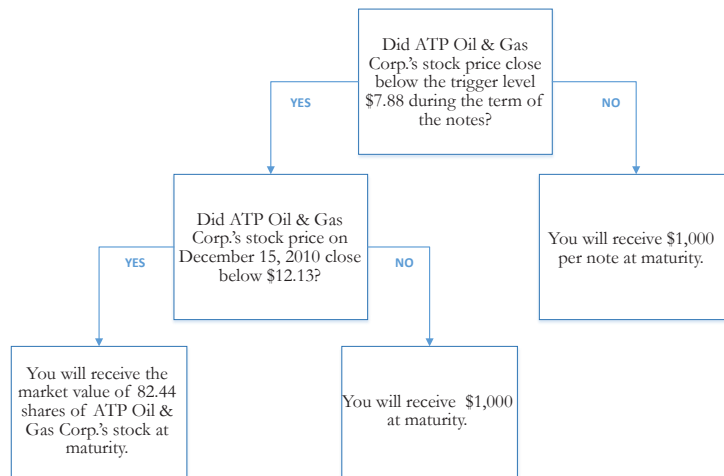 Did ATP Oil & Gas
Corp.'s stock price close
below the trigger level
$7.88 during the term of
the notes?
YES
NO
Did ATP Oil & Gas
Corp.'s stock price on
December 15, 2010 close
below $12.13?
You will receive $1,000
per note at maturity.
YES
NO
You will receive the
market value of 82.44
shares of ATP Oil &
Gas Corp.'s stock at
maturity.
You will receive $1,000
at maturity.